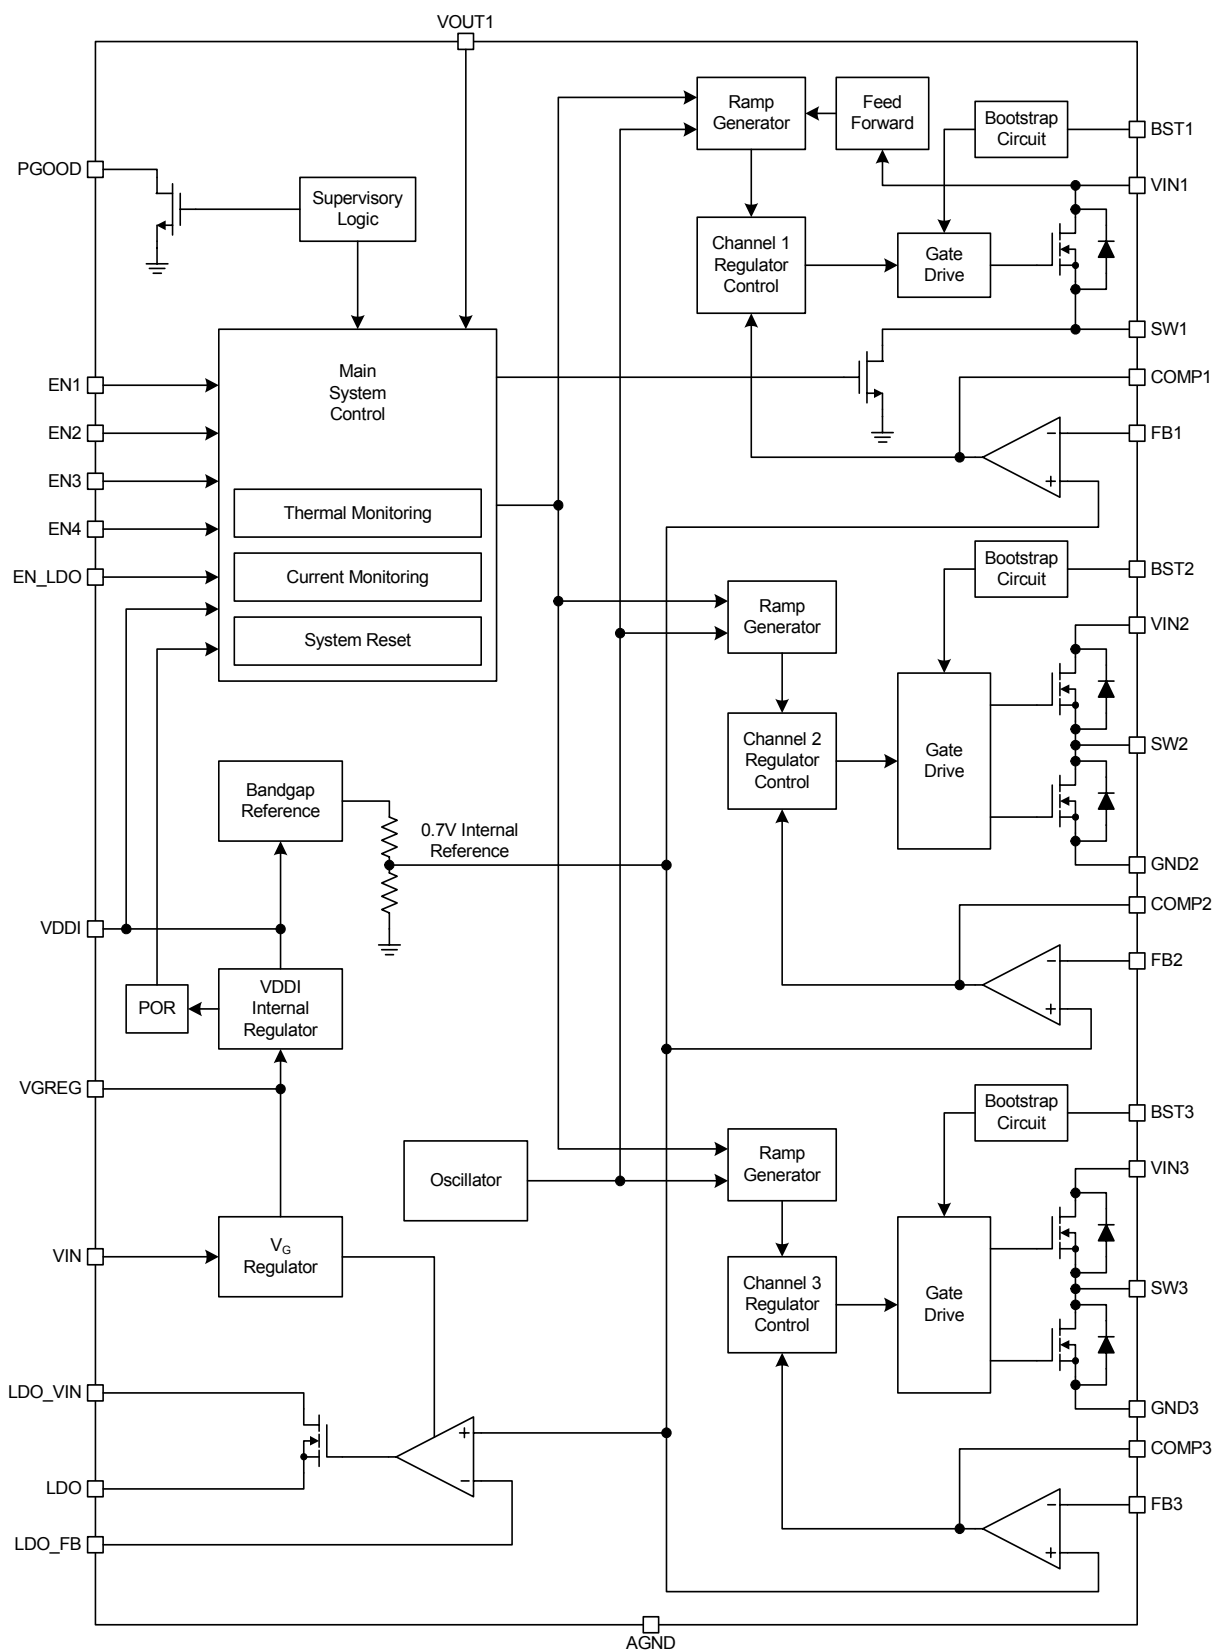 VOUT1
Ramp
Generator
Feed
Forward
Bootstrap
Circuit
BST1
PGOOD
Supervisory
Logic
VIN1
Channel 1
Regulator
Control
Gate
Drive
SW1
Main
System
Control
EN1
COMP1
EN2
FB1
−
+
EN3
Thermal Monitoring
EN4
EN_LDO
Current Monitoring
Bootstrap
Circuit
BST2
System Reset
Ramp
Generator
VIN2
Channel 2
Regulator
Control
Gate
Drive
SW2
Bandgap
Reference
0.7V Internal
Reference
GND2
COMP2
VDDI
FB2
−
+
POR
VDDI
Internal
Regulator
VGREG
Bootstrap
Circuit
BST3
Oscillator
Ramp
Generator
VIN3
VIN
VG
Regulator
Channel 3
Regulator
Control
Gate
Drive
SW3
LDO_VIN
GND3
+
−
COMP3
LDO
FB3
−
+
LDO_FB
AGND